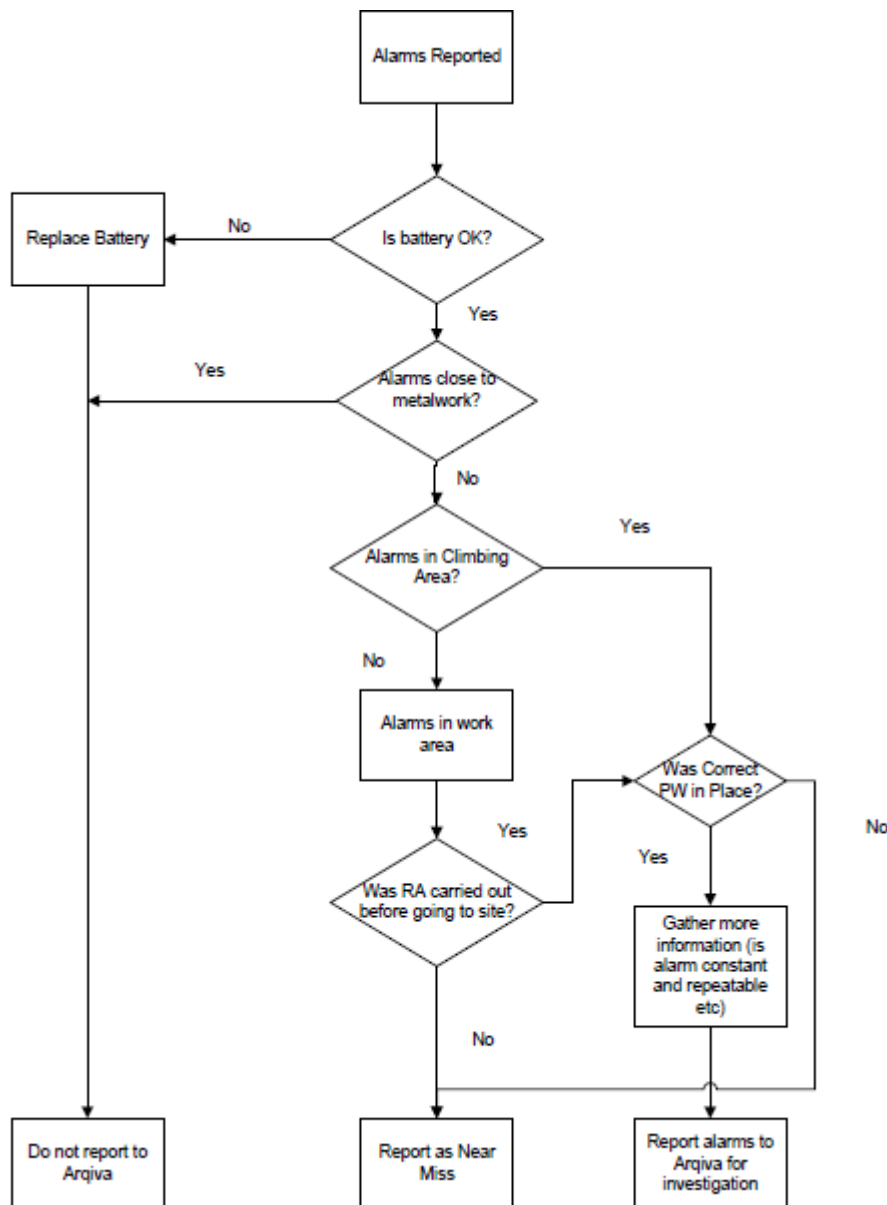 Alarms Reported
No
Replace Battery
Is battery OK?
Yes
Yes
Alarms close to
metalwork?
No
Yes
Alarms in Climbing
Area?
No
Alarms in work
area
Was Correct
PW in Place?
No
Yes
Yes
Was RA carried out
before going to site?
Gather more
information (is
alarm constant
and repeatable
etc)
No
Do not report to
Arqiva
Report as Near
Miss
Report alarms to
Arqiva for
investigation